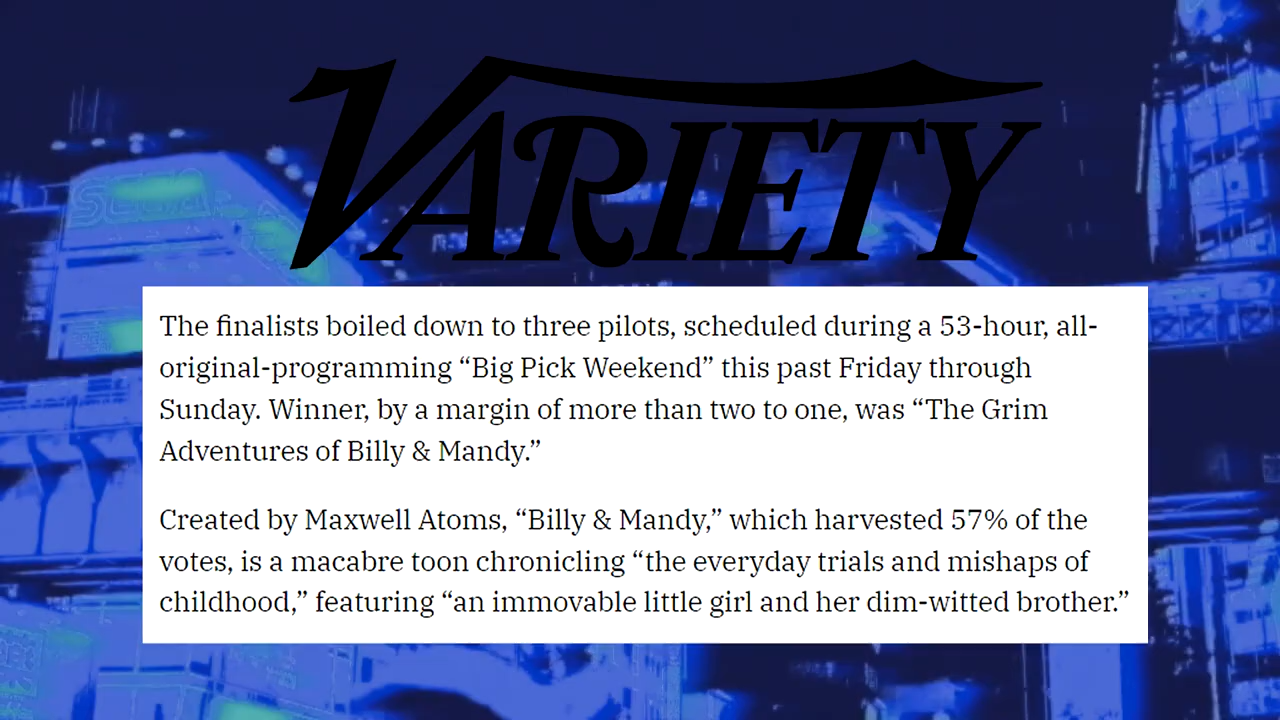 SEGA
VARIETY
The finalists boiled down to three pilots, scheduled during a 53-hour, all-
original-programming “Big Pick Weekend” this past Friday through
Sunday. Winner, by a margin of more than two to one, was “The Grim
Adventures of Billy & Mandy.”
Created by Maxwell Atoms, “Billy & Mandy,” which harvested 57% of the
votes, is a macabre toon chronicling “the everyday trials and mishaps of
childhood,” featuring “an immovable little girl and her dim-witted brother.”